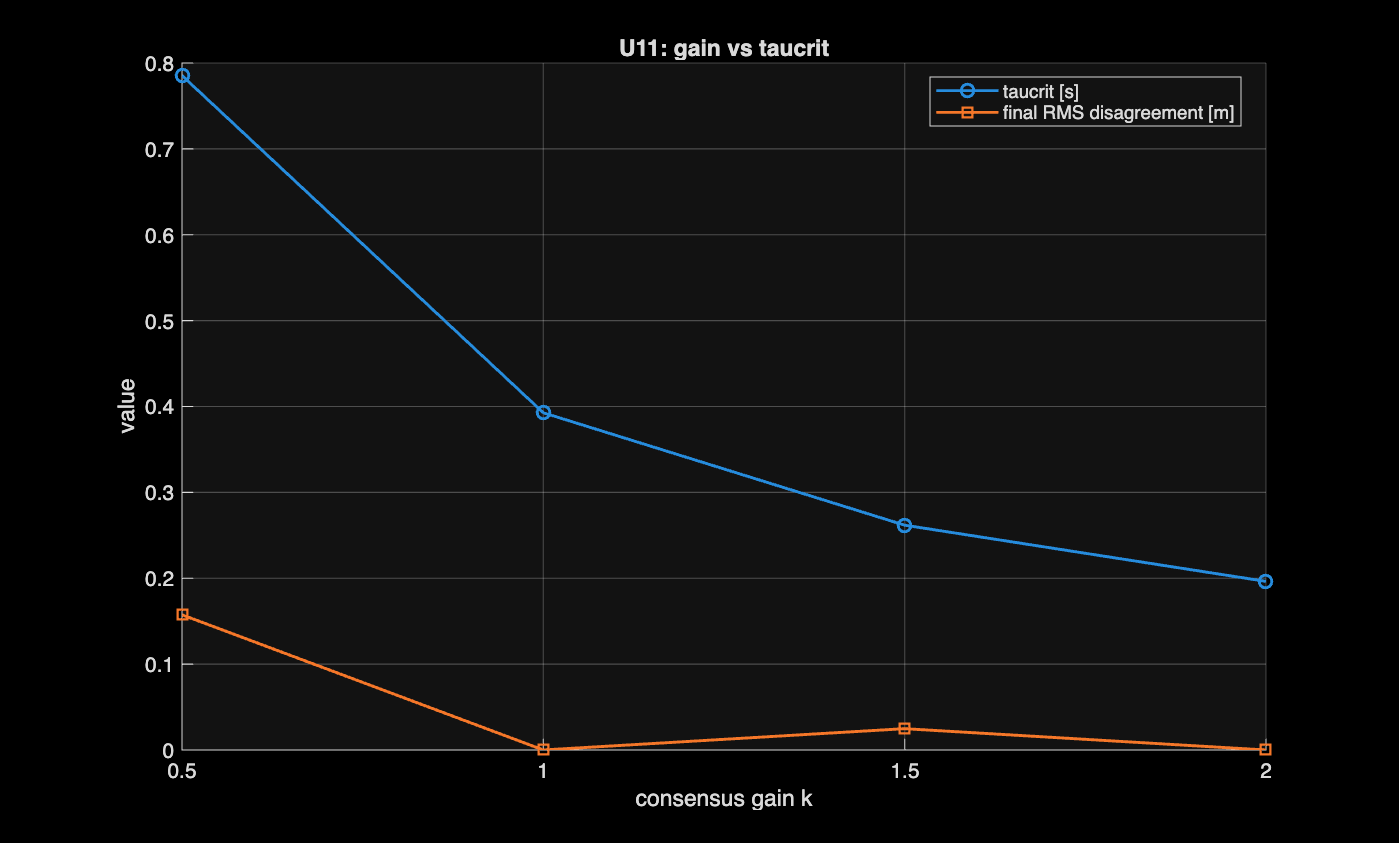 U11: gain vs taucrit
taucrit [s]
final RMS disagreement [m]
0.8
0.7
0.6
0.5
0.4
0.3
0.2
0.1
0
value
0.5
1
1.5
2
consensus gain k